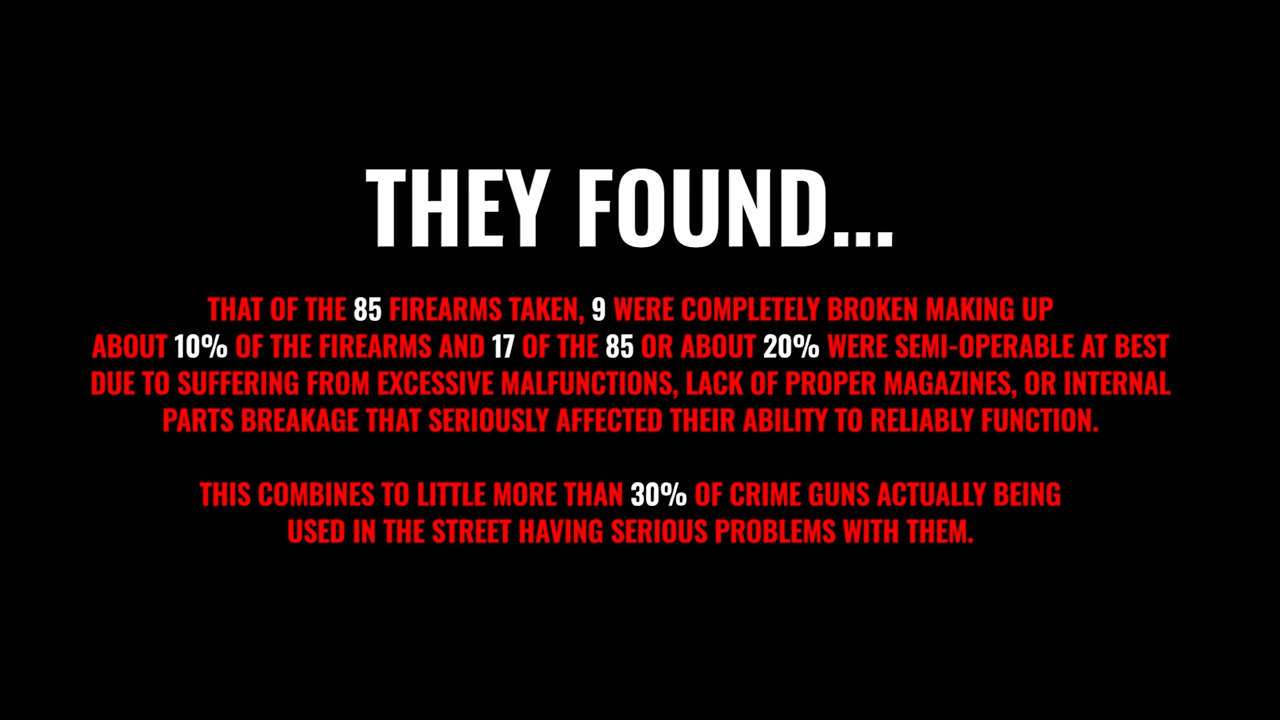 THEY FOUND...
THAT OF THE 85 FIREARMS TAKEN, 9 WERE COMPLETELY BROKEN MAKING UP
ABOUT 10% OF THE FIREARMS AND 17 OF THE 85 OR ABOUT 20% WERE SEMI-OPERABLE AT BEST
DUE TO SUFFERING FROM EXCESSIVE MALFUNCTIONS, LACK OF PROPER MAGAZINES, OR INTERNAL
PARTS BREAKAGE THAT SERIOUSLY AFFECTED THEIR ABILITY TO RELIABLY FUNCTION.
THIS COMBINES TO LITTLE MORE THAN 30% OF CRIME GUNS ACTUALLY BEING
USED IN THE STREET HAVING SERIOUS PROBLEMS WITH THEM.